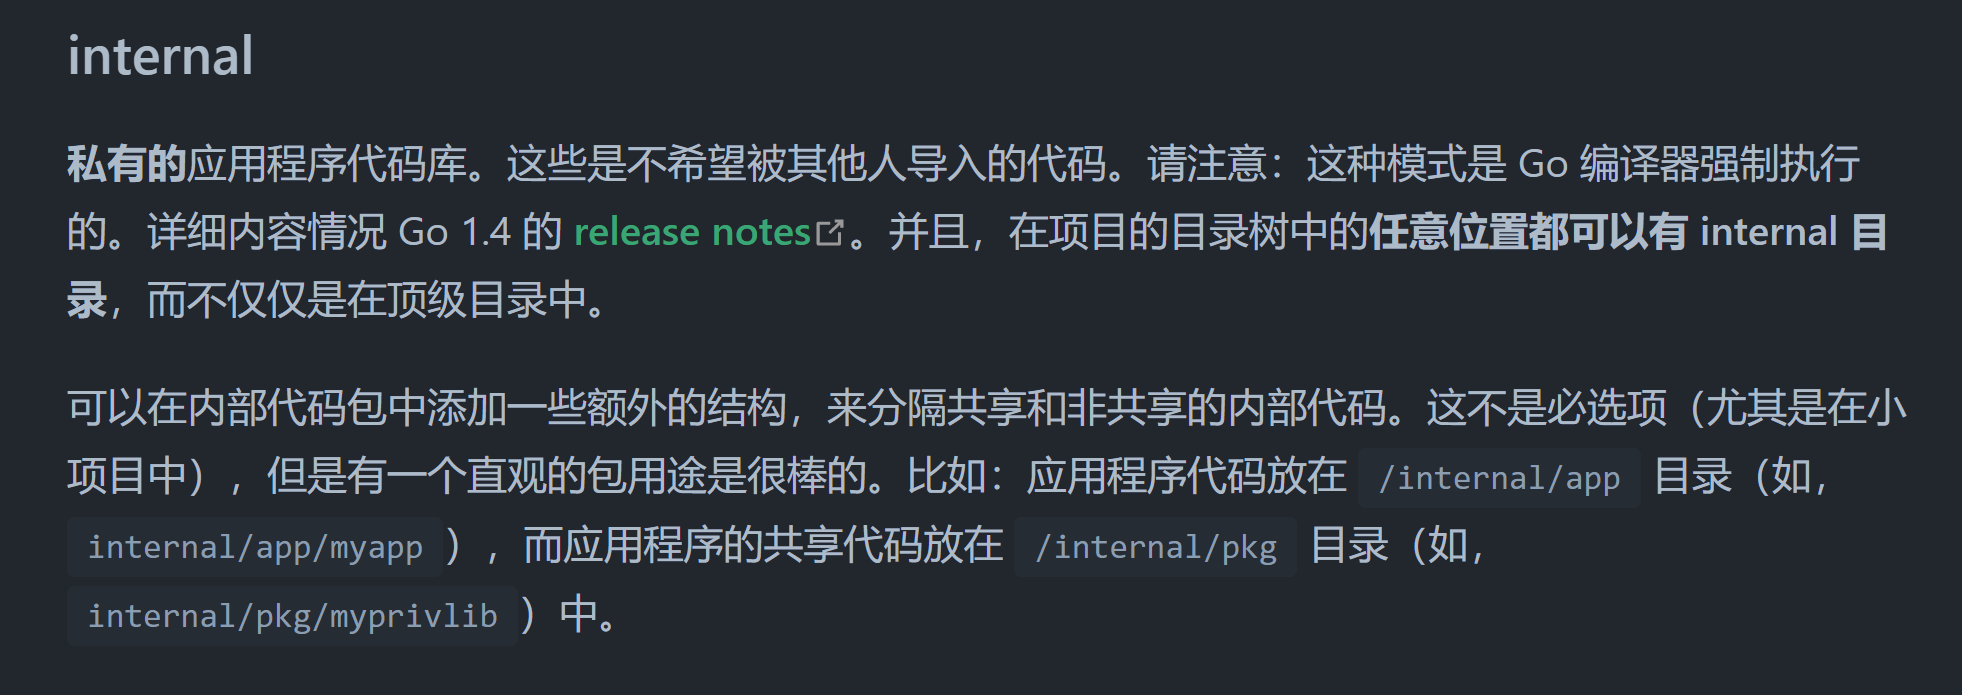 internal
私有的应用程序代码库。这些是不希望被其他人导入的代码。请注意：这种模式是 Go 编译器强制执行
的。详细内容情况 Go 1.4 的 release notes。并且，在项目的目录树中的任意位置都可以有 internal 目
录，而不仅仅是在顶级目录中。
可以在内部代码包中添加一些额外的结构，来分隔共享和非共享的内部代码。这不是必选项（尤其是在小
项目中），但是有一个直观的包用途是很棒的。比如：应用程序代码放在 /internal/app 目录（如，
internal/app/myapp），而应用程序的共享代码放在 /internal/pkg 目录（如，
internal/pkg/myprivlib）中。